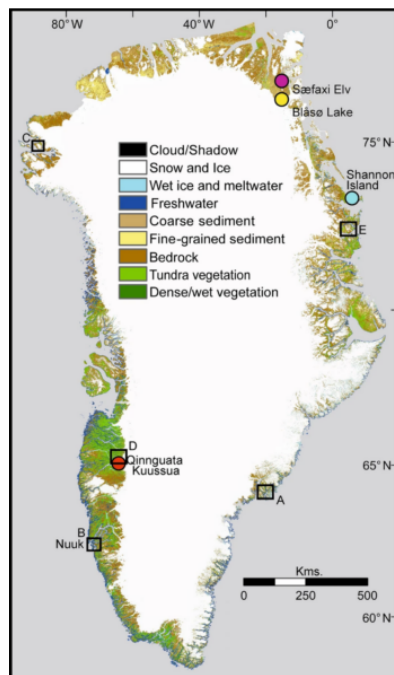 80°W
40°W
0°
Sæfaxi Elv
Blåsø Lake
C
75°N
Cloud/Shadow
Snow and Ice
Wet ice and meltwater
Freshwater
Coarse sediment
Fine-grained sediment
Bedrock
Tundra vegetation
Dense/wet vegetation
Shannon
Island
E
D
Qinnguata
Kuussua
65°N
A
B
Nuuk
Kms.
0 250 500
60°N